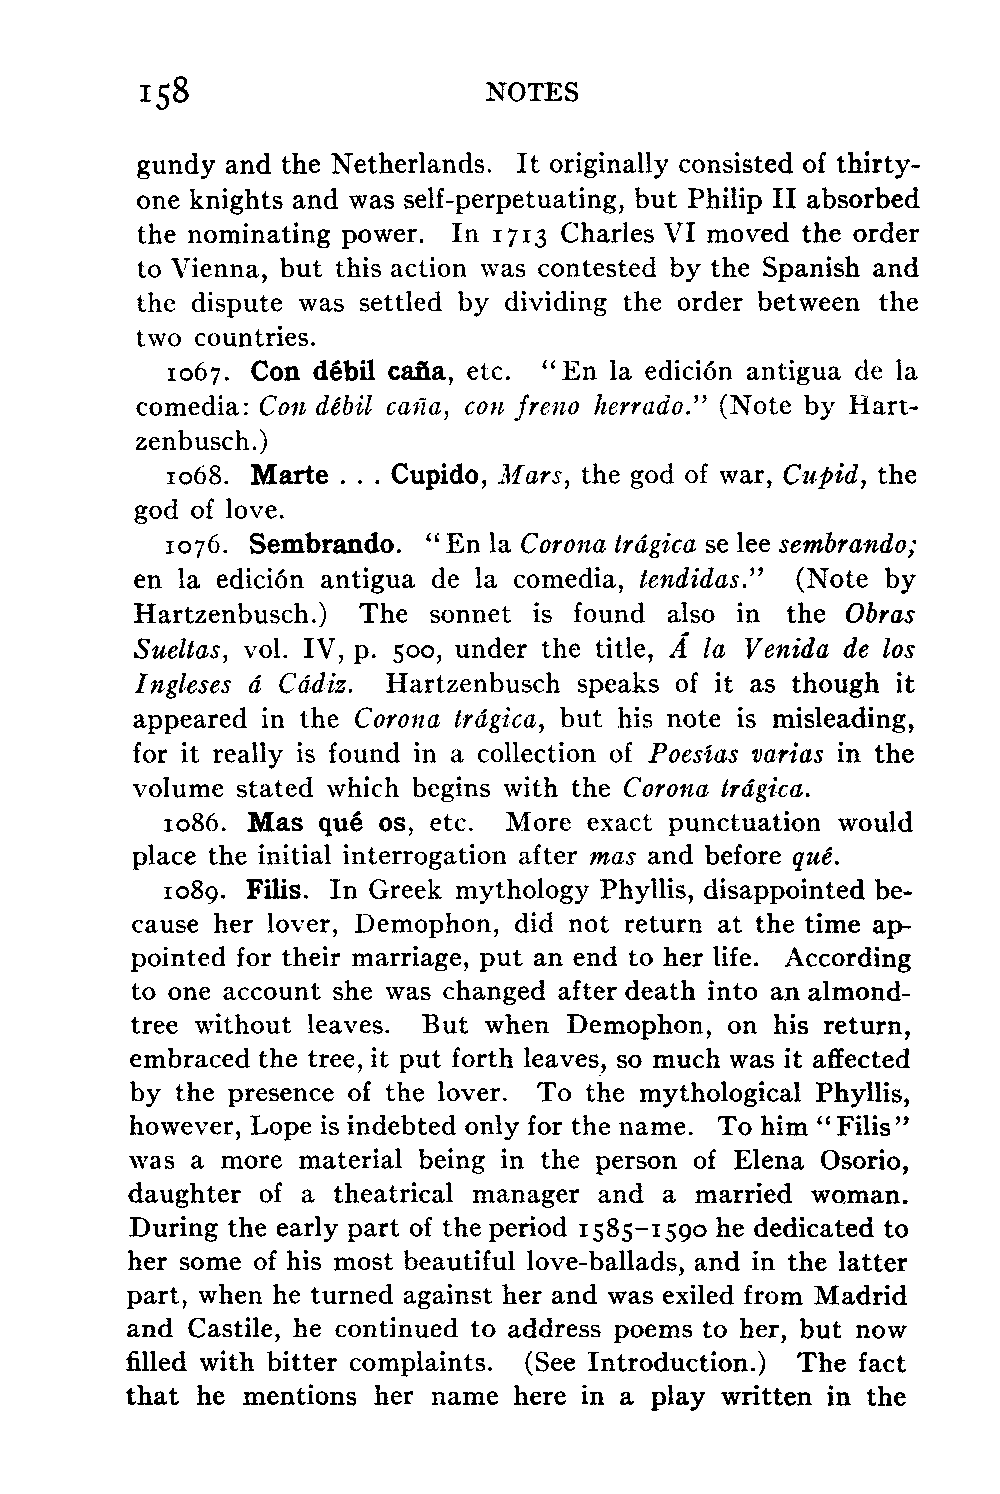 158 NOTES
gundy and the Netherlands. It originally consisted of thirty-
one knights and was self-perpetuating, but Philip II absorbed
the nominating power. In 1713 Charles VI moved the order
to Vienna, but this action was contested by the Spanish and
the dispute was settled by dividing the order between the
two countries.
1067. Con débil caña, etc. “En la edición antigua de la
comedia: Con débil caña, con freno herrado.” (Note by Hart-
zenbusch.)
1068. Marte . . . Cupido, Mars, the god of war, Cupid, the
god of love.
1076. Sembrando. “En la Corona trágica se lee sembrando;
en la edición antigua de la comedia, tendidas.” (Note by
Hartzenbusch.) The sonnet is found also in the Obras
Sueltas, vol. IV, p. 500, under the title, Á la Venida de los
Ingleses á Cádiz. Hartzenbusch speaks of it as though it
appeared in the Corona trágica, but his note is misleading,
for it really is found in a collection of Poesías varias in the
volume stated which begins with the Corona trágica.
1086. Mas qué os, etc. More exact punctuation would
place the initial interrogation after mas and before qué.
1089. Filis. In Greek mythology Phyllis, disappointed be-
cause her lover, Demophon, did not return at the time ap-
pointed for their marriage, put an end to her life. According
to one account she was changed after death into an almond-
tree without leaves. But when Demophon, on his return,
embraced the tree, it put forth leaves, so much was it affected
by the presence of the lover. To the mythological Phyllis,
however, Lope is indebted only for the name. To him “Filis”
was a more material being in the person of Elena Osorio,
daughter of a theatrical manager and a married woman.
During the early part of the period 1585-1590 he dedicated to
her some of his most beautiful love-ballads, and in the latter
part, when he turned against her and was exiled from Madrid
and Castile, he continued to address poems to her, but now
filled with bitter complaints. (See Introduction.) The fact
that he mentions her name here in a play written in the